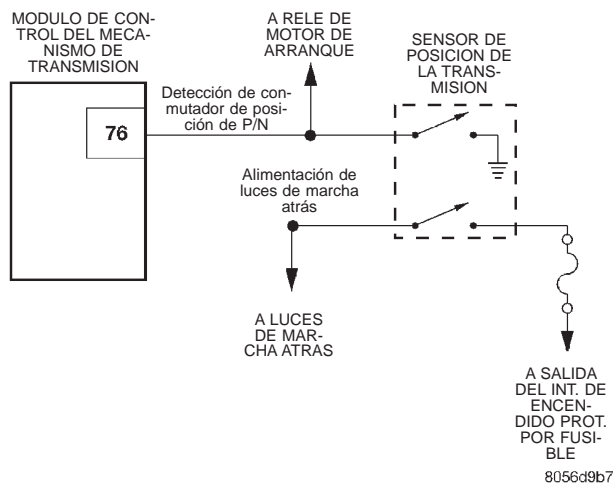 MODULO DE CON-
TROL DEL MECA-
NISMO DE
TRANSMISION
A RELE DE
MOTOR DE
ARRANQUE
SENSOR DE
POSICION DE
LA TRANS-
MISION
76
Detección de con-
mutador de posi-
ción de P/N
Alimentación de
luces de marcha
atrás
A LUCES
DE MAR-
CHA ATRAS
A SALIDA
DEL INT. DE
ENCEN-
DIDO PROT.
POR FUSI-
BLE
8056d9b7